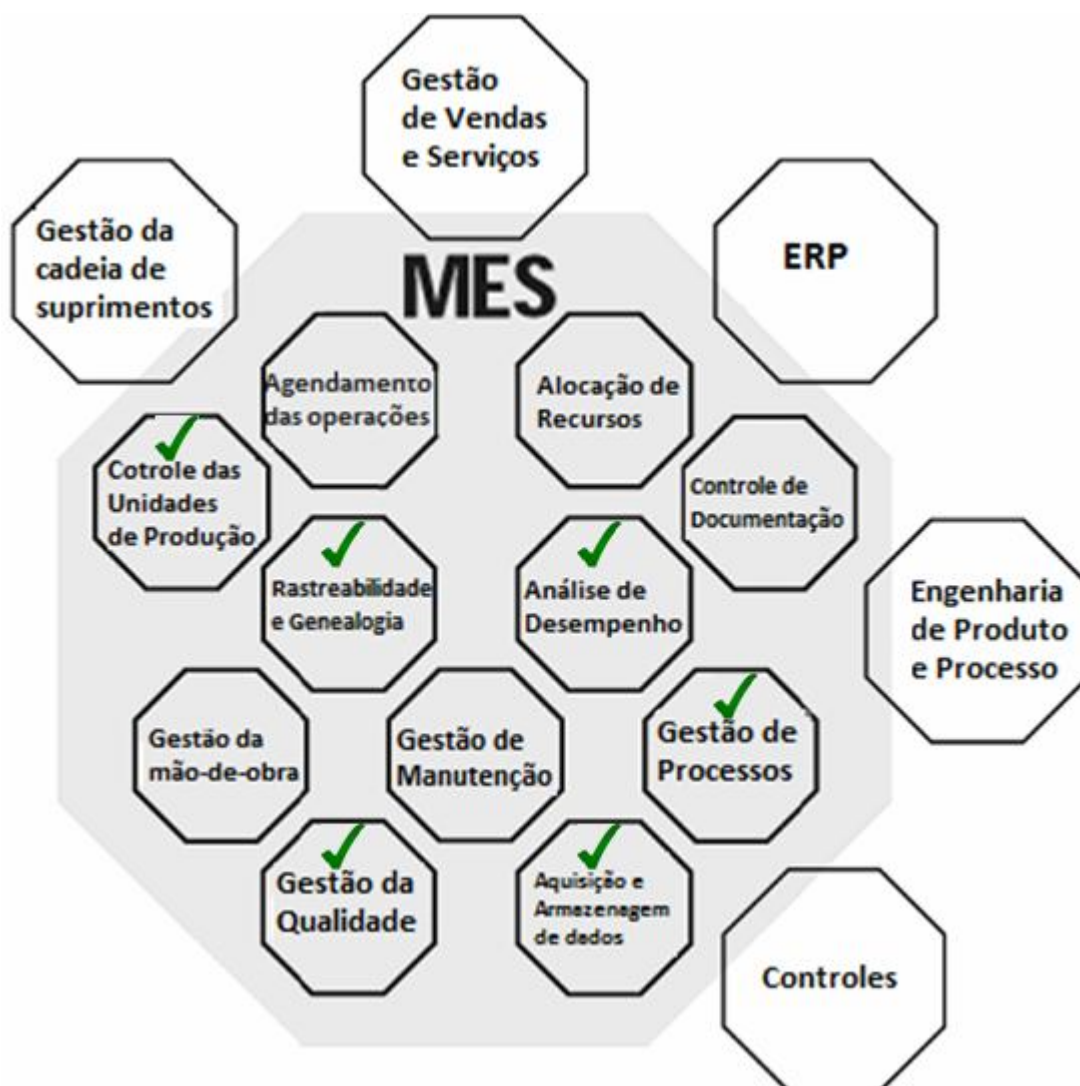 Gestão
de Vendas
e Serviços
Gestão da
cadeia de
suprimentos
ERP
MES
Agendamento
das operações
Alocação de
Recursos
Cotrole das
Unidades
de Produção
Controle de
Documentação
Rastreabilidade
e Genealogia
Análise de
Desempenho
Engenharia
de Produto
e Processo
Gestão da
mão-de-obra
Gestão de
Manutenção
Gestão de
Processos
Gestão da
Qualidade
Aquisição e
Armazenagem
de dados
Controles